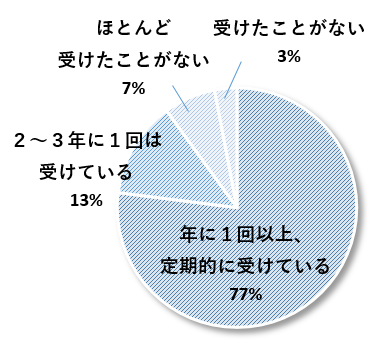 ほとんど
受けたことがない
7%
受けたことがない
3%
２～３年に１回は
受けている
13%
年に１回以上、
定期的に受けている
77%